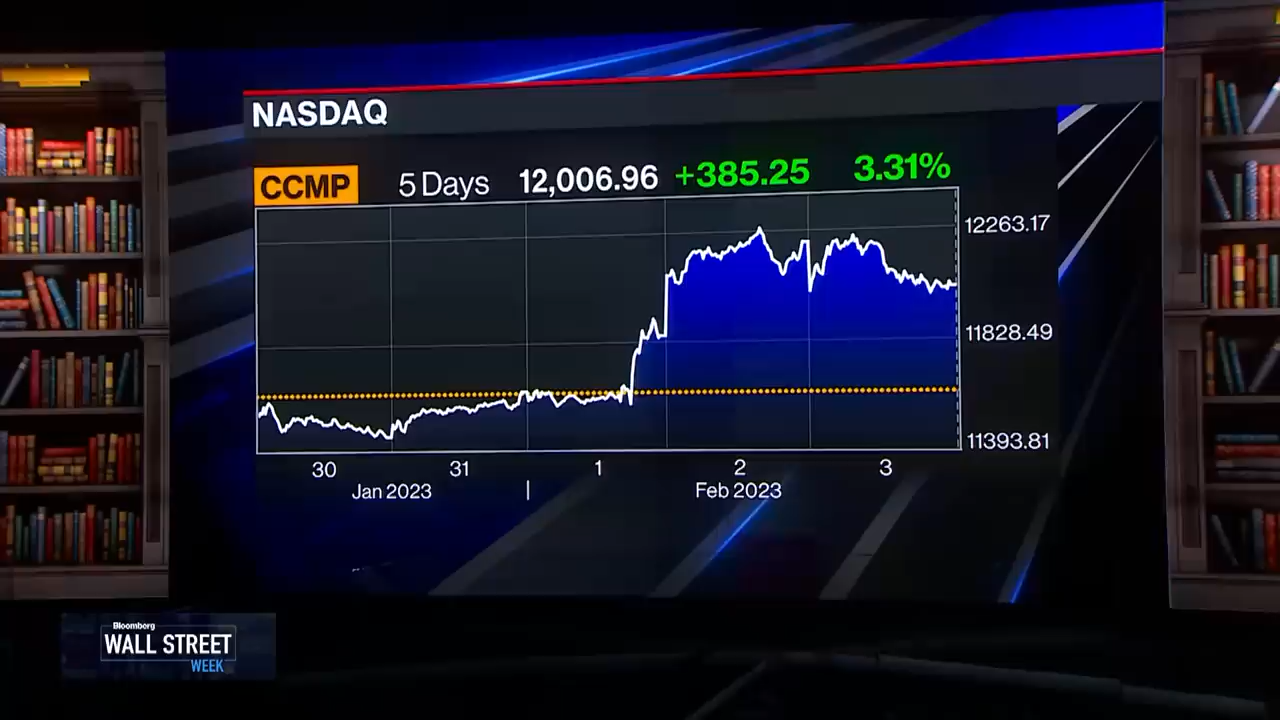 NASDAQ
CCMP 5 Days 12,006.96 +385.25 3.31%
12263.17
11828.49
11393.81
30 31 1 2 3
Jan 2023 | Feb 2023
Bloomberg
WALL STREET
WEEK